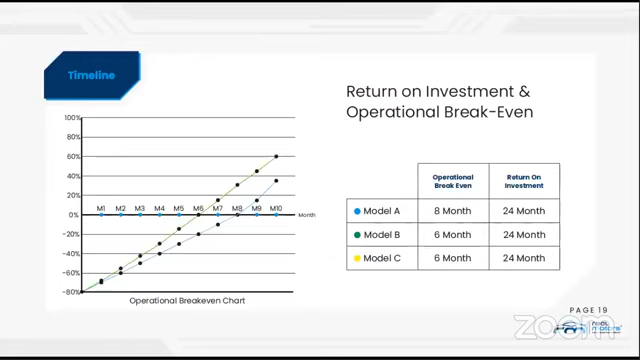 Timeline
Return on Investment &
Operational Break-Even
100%
80%
60%
40%
20%
0%
-20%
-40%
-60%
-80%
M1 M2 M3 M4 M5 M6 M7 M8 M9 M10
Month
Operational Breakeven Chart
Operational Break Even
Return On Investment
Model A 8 Month 24 Month
Model B 6 Month 24 Month
Model C 6 Month 24 Month
PAGE 19
motors
zoom